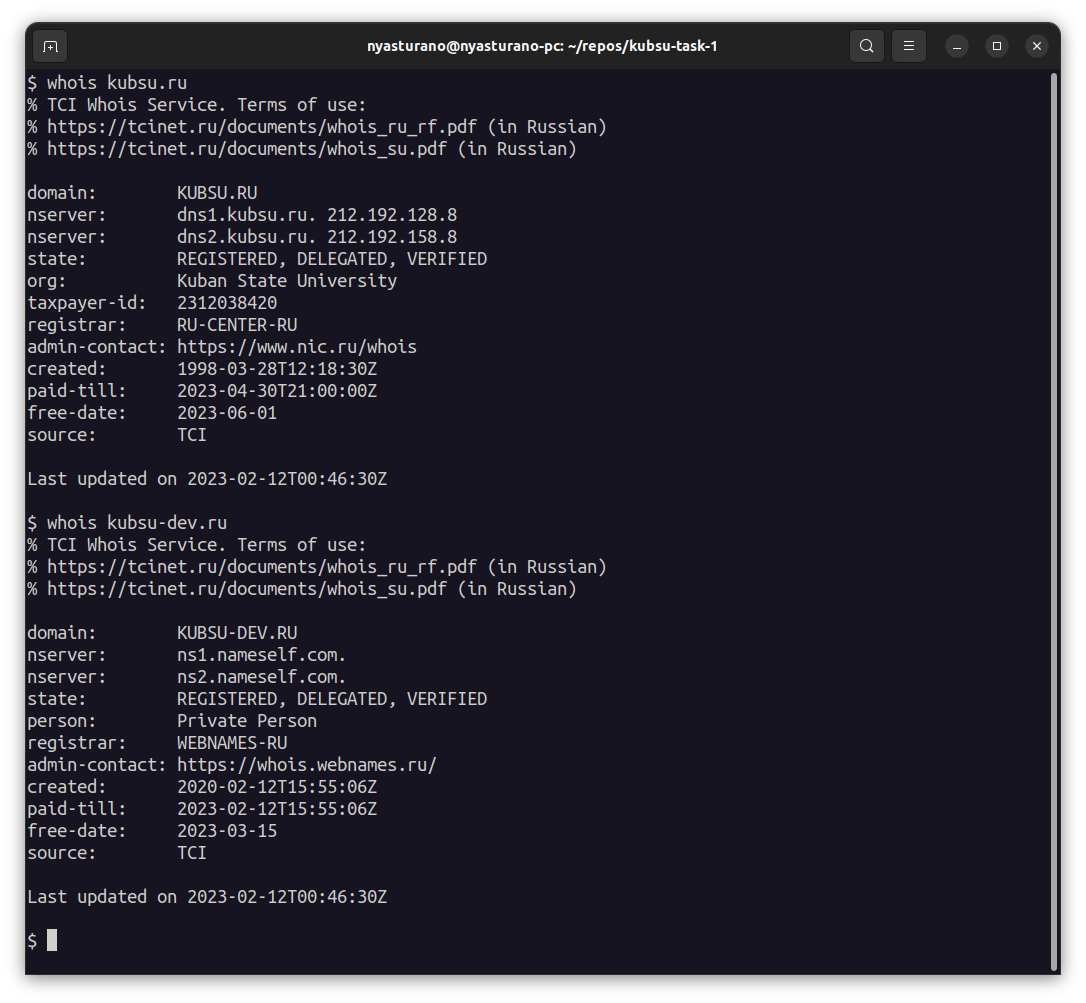 nyasturano@nyasturano-pc: ~/repos/kubsu-task-1
$ whois kubsu.ru
% TCI Whois Service. Terms of use:
% https://tcinet.ru/documents/whois_ru_rf.pdf (in Russian)
% https://tcinet.ru/documents/whois_su.pdf (in Russian)
domain:        KUBSU.RU
nserver:       dns1.kubsu.ru. 212.192.128.8
nserver:       dns2.kubsu.ru. 212.192.158.8
state:         REGISTERED, DELEGATED, VERIFIED
org:           Kuban State University
taxpayer-id:   2312038420
registrar:     RU-CENTER-RU
admin-contact: https://www.nic.ru/whois
created:       1998-03-28T12:18:30Z
paid-till:     2023-04-30T21:00:00Z
free-date:     2023-06-01
source:        TCI
Last updated on 2023-02-12T00:46:30Z
$ whois kubsu-dev.ru
% TCI Whois Service. Terms of use:
% https://tcinet.ru/documents/whois_ru_rf.pdf (in Russian)
% https://tcinet.ru/documents/whois_su.pdf (in Russian)
domain:        KUBSU-DEV.RU
nserver:       ns1.nameself.com.
nserver:       ns2.nameself.com.
state:         REGISTERED, DELEGATED, VERIFIED
person:        Private Person
registrar:     WEBNAMES-RU
admin-contact: https://whois.webnames.ru/
created:       2020-02-12T15:55:06Z
paid-till:     2023-02-12T15:55:06Z
free-date:     2023-03-15
source:        TCI
Last updated on 2023-02-12T00:46:30Z
$